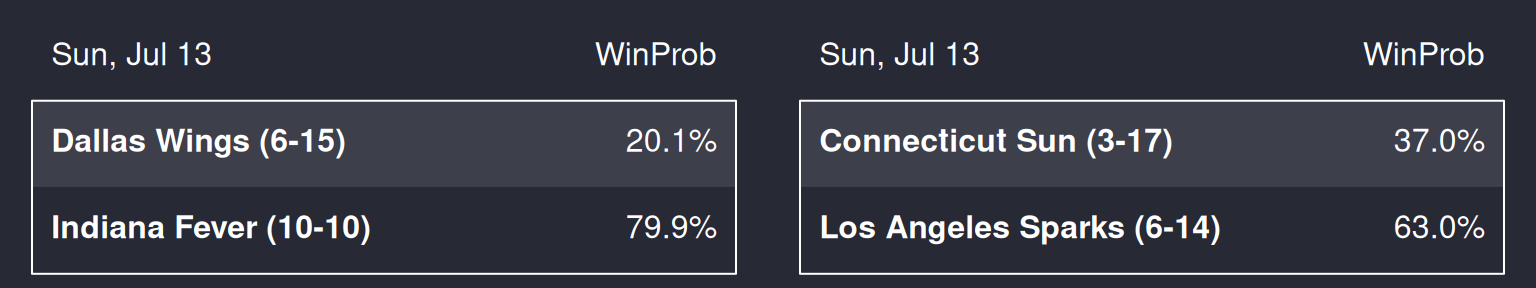 Sun, Jul 13 WinProb
Dallas Wings (6-15) 20.1%
Indiana Fever (10-10) 79.9%
Sun, Jul 13 WinProb
Connecticut Sun (3-17) 37.0%
Los Angeles Sparks (6-14) 63.0%